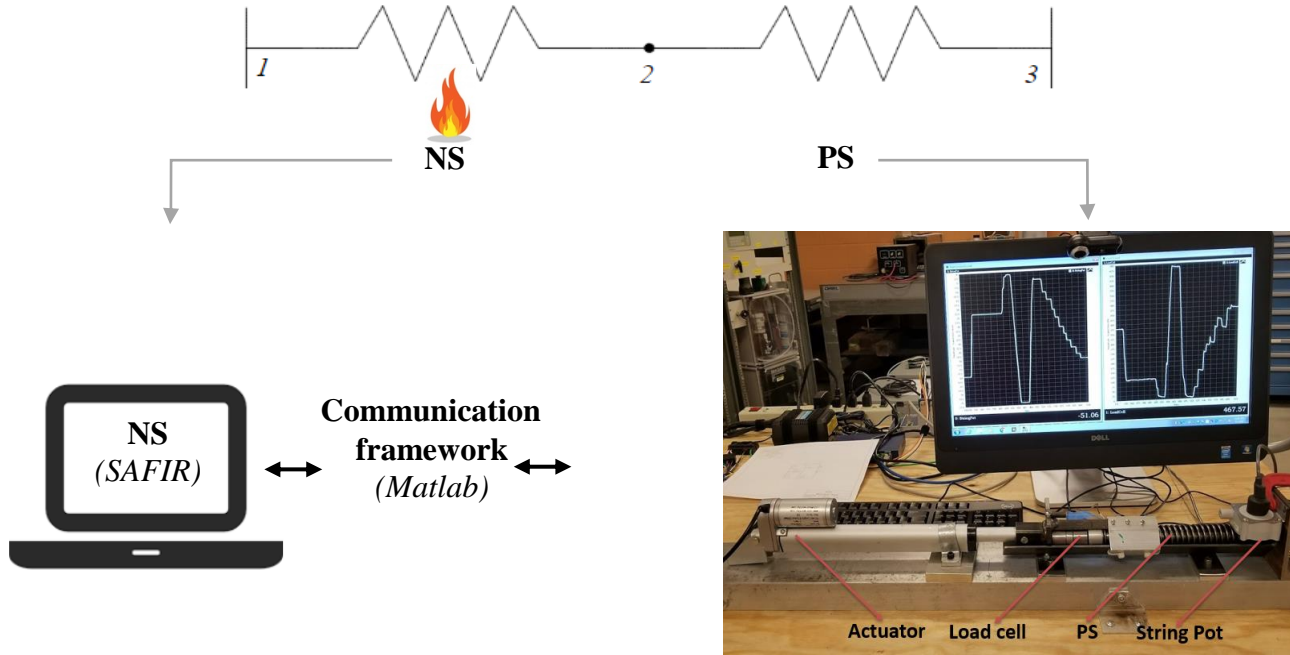 1
2
3
NS
PS
NS
(SAFIR)
Communication
framework
(Matlab)
-51.06
467.57
DELL
Actuator
Load cell
PS
String Pot